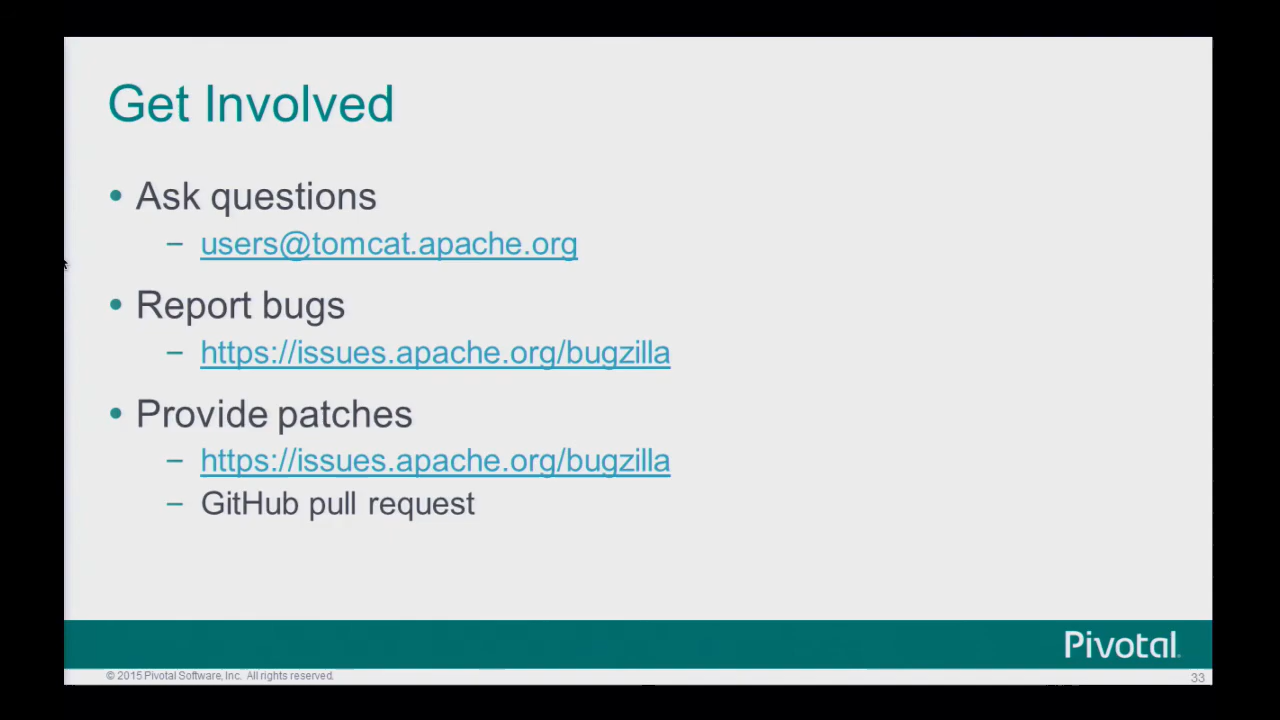 Get Involved
• Ask questions
– users@tomcat.apache.org
• Report bugs
– https://issues.apache.org/bugzilla
• Provide patches
– https://issues.apache.org/bugzilla
– GitHub pull request
Pivotal
© 2015 Pivotal Software, Inc. All rights reserved.
33